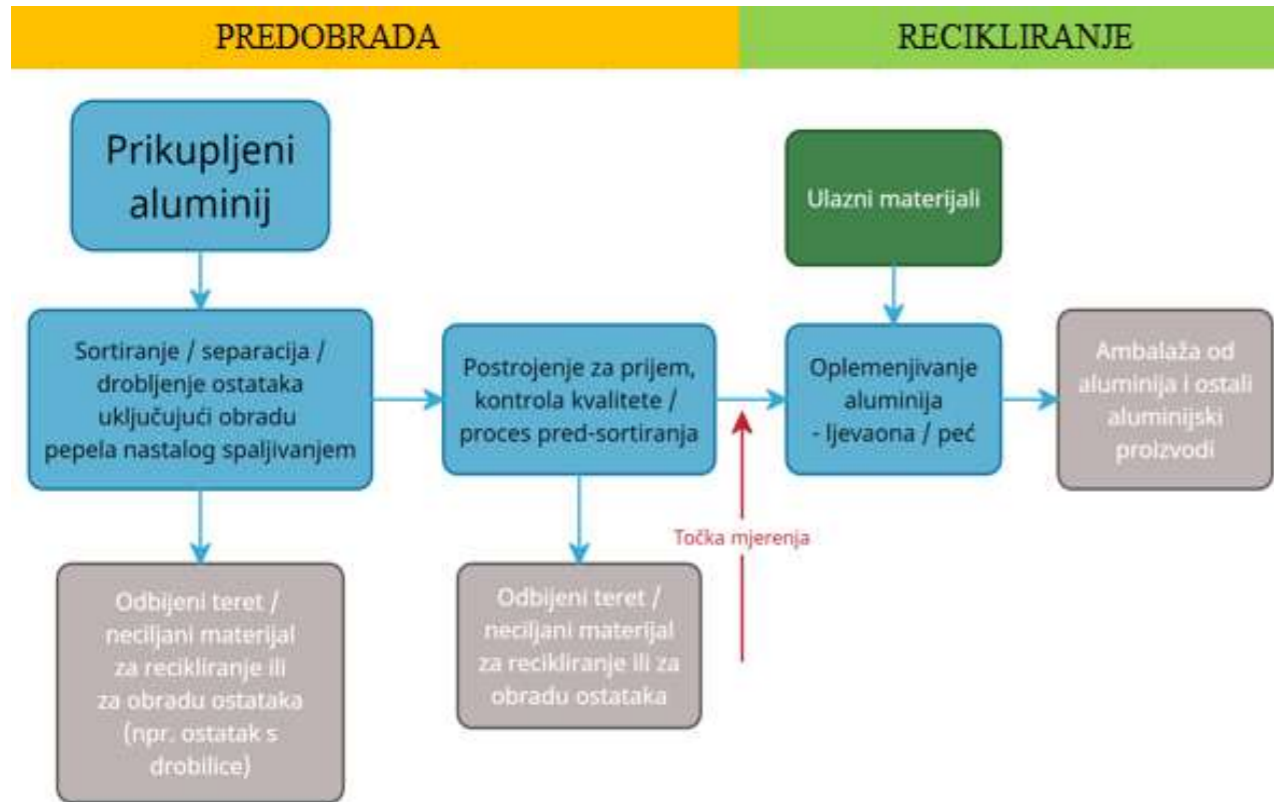 PREDOBRADA
RECIKLIRANJE
Prikupljeni
aluminij
Ulazni materijali
Sortiranje / separacija /
drobljenje ostataka
uključujući obradu
pepela nastalog spaljivanjem
Postrojenje za prijem,
kontrola kvalitete /
proces pred-sortiranja
Oplemenjivanje
aluminija
- ljevaona / peć
Ambalaža od
aluminija i ostali
aluminijski
proizvodi
Točka mjerenja
Odbijeni teret /
neciljani materijal
za recikliranje ili
za obradu ostataka
(npr. ostatak s
drobilice)
Odbijeni teret /
neciljani materijal
za recikliranje ili za
obradu ostataka